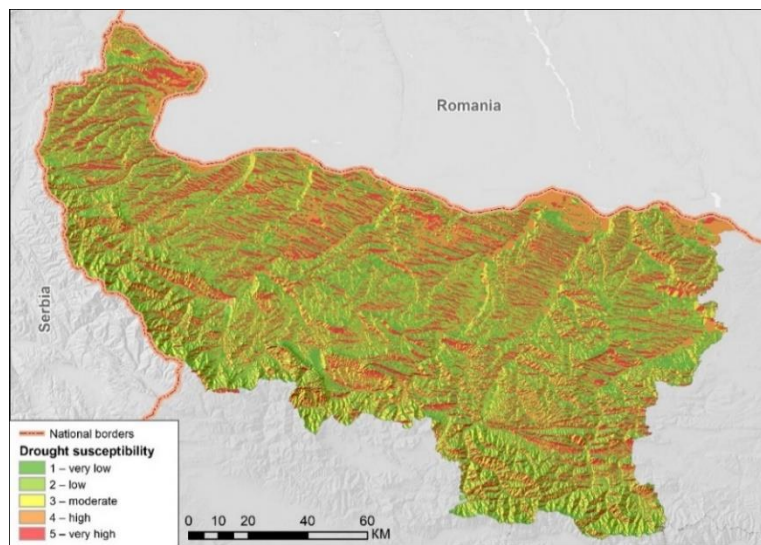 Romania
Serbia
National borders
Drought susceptibility
1 – very low
2 – low
3 – moderate
4 – high
5 – very high
0 10 20 40 60
KM